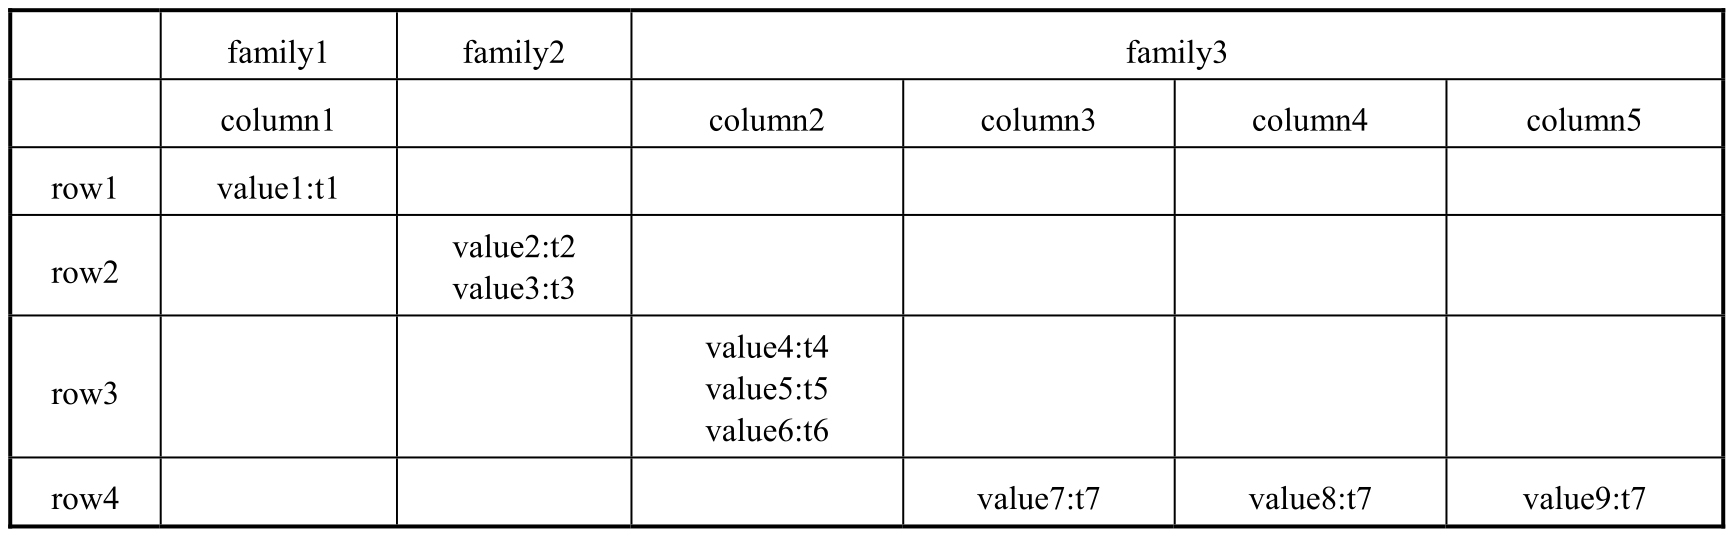 family1 family2 family3
column1 column2 column3 column4 column5
row1 value1:t1
row2 value2:t2
value3:t3
row3 value4:t4
value5:t5
value6:t6
row4 value7:t7 value8:t7 value9:t7